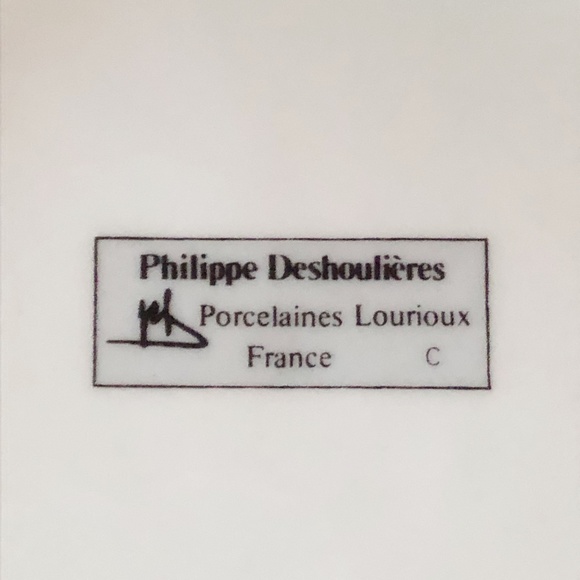 Philippe Deshoulières
Porcelaines Lourioux
France C